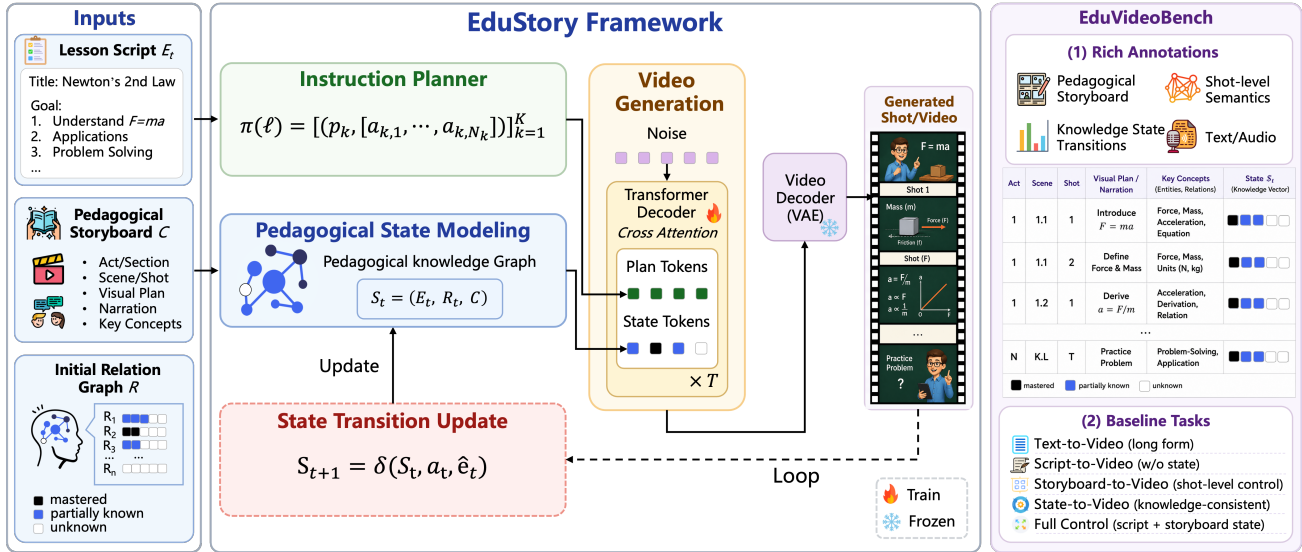 Inputs
Lesson Script E_t
Title: Newton's 2nd Law
Goal:
1. Understand F=ma
2. Applications
3. Problem Solving
...
Pedagogical
Storyboard C
• Act/Section
• Scene/Shot
• Visual Plan
• Narration
• Key Concepts
Initial Relation
Graph R
R_1
R_2
R_3
... ...
R_n
mastered
partially known
unknown
EduStory Framework
Instruction Planner
π(ℓ) = [(p_k, [a_{k,1}, ⋯, a_{k,N_k}])]_{k=1}^K
Pedagogical State Modeling
Pedagogical knowledge Graph
S_t = (E_t, R_t, C)
Update
State Transition Update
S_{t+1} = δ(S_t, a_t, ê_t)
Video
Generation
Noise
Transformer
Decoder
Cross Attention
Plan Tokens
State Tokens
× T
Video
Decoder
(VAE)
Generated
Shot/Video
F = ma
Shot 1
Mass (m)
Force (F)
Friction (f)
Shot (F)
a = F/m
a ∝ F
a ∝ 1/m
a
0
F
...
Practice
Problem
?
Loop
Train
Frozen
EduVideoBench
(1) Rich Annotations
Pedagogical
Storyboard
Shot-level
Semantics
Knowledge State
Transitions
Text/Audio
Act Scene Shot Visual Plan / Narration Key Concepts (Entities, Relations) State S_t (Knowledge Vector)
1 1.1 1 Introduce F = ma Force, Mass, Acceleration, Equation
1 1.1 2 Define Force & Mass Force, Mass, Units (N, kg)
1 1.2 1 Derive a = F/m Acceleration, Derivation, Relation
...
N K.L T Practice Problem Problem-Solving, Application
mastered partially known unknown
(2) Baseline Tasks
Text-to-Video (long form)
Script-to-Video (w/o state)
Storyboard-to-Video (shot-level control)
State-to-Video (knowledge-consistent)
Full Control (script + storyboard state)